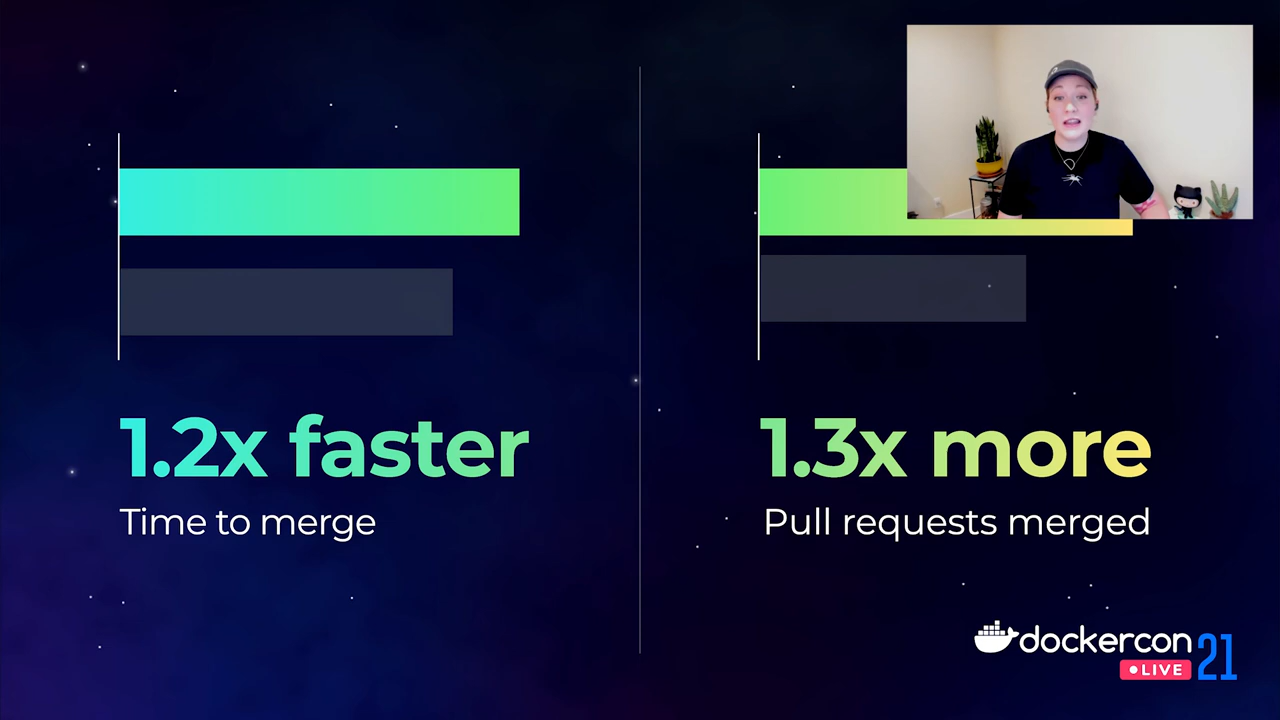 1.2x faster
Time to merge
1.3x more
Pull requests merged
dockercon
LIVE
21